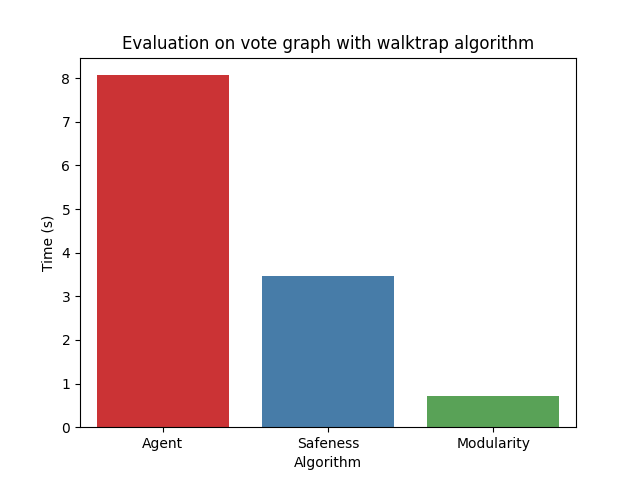 Evaluation on vote graph with walktrap algorithm
8
7
6
5
4
3
2
1
0
Time (s)
Agent
Safeness
Modularity
Algorithm